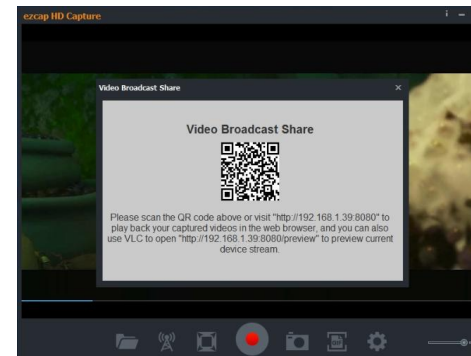 ezcap HD Capture
Video Broadcast Share
Video Broadcast Share
Please scan the QR code above or visit "http://192.168.1.39:8080" to
play back your captured videos in the web browser, and you can also
use VLC to open "http://192.168.1.39:8080/preview" to preview current
device stream.